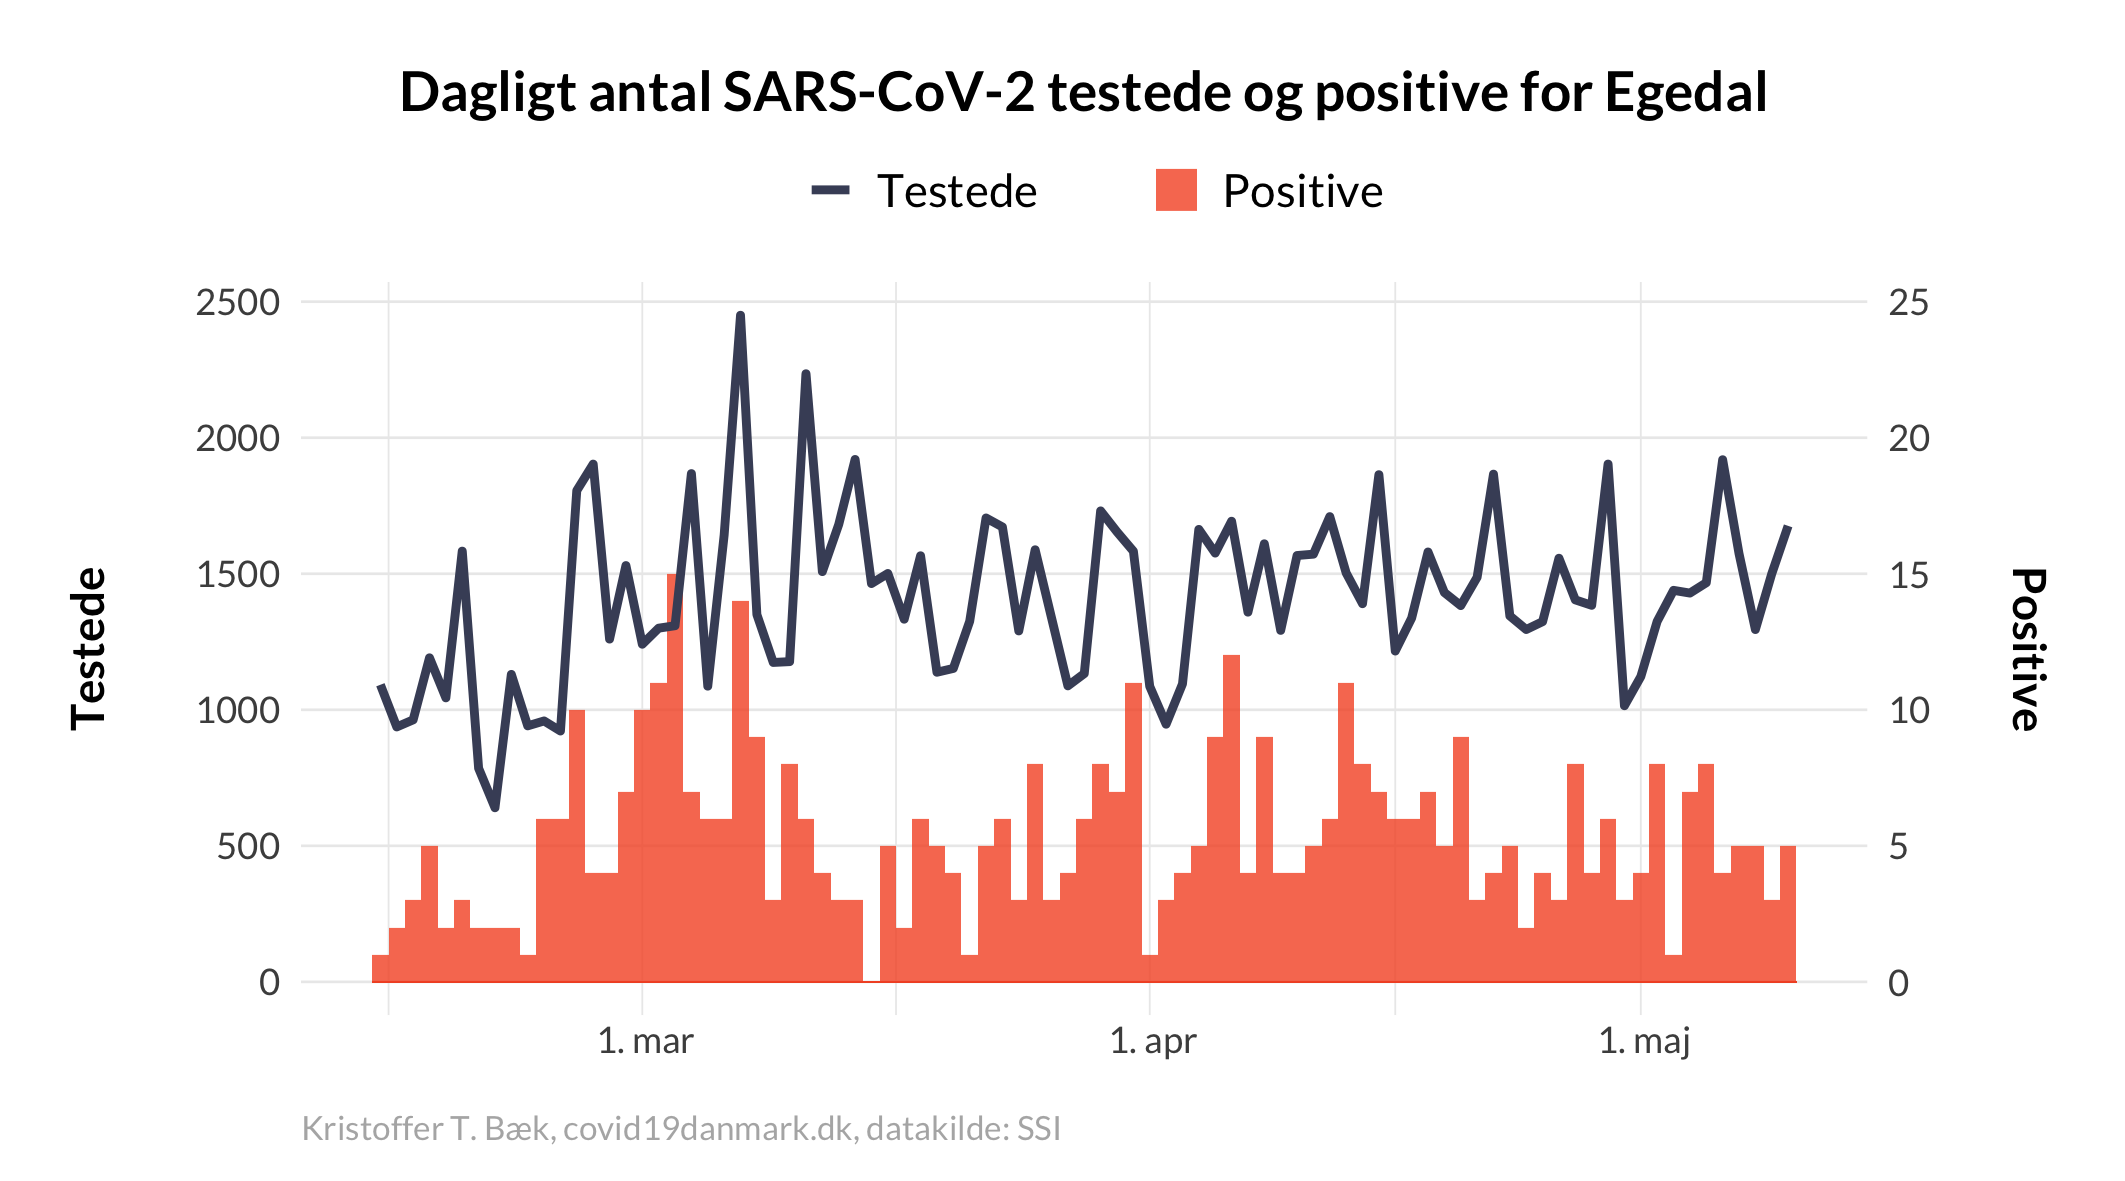 Dagligt antal SARS-CoV-2 testede og positive for Egedal
Testede Positive
2500 25
2000 20
1500 15
1000 10
500 5
0 0
Testede
Positive
1. mar 1. apr 1. maj
Kristoffer T. Bæk, covid19danmark.dk, datakilde: SSI